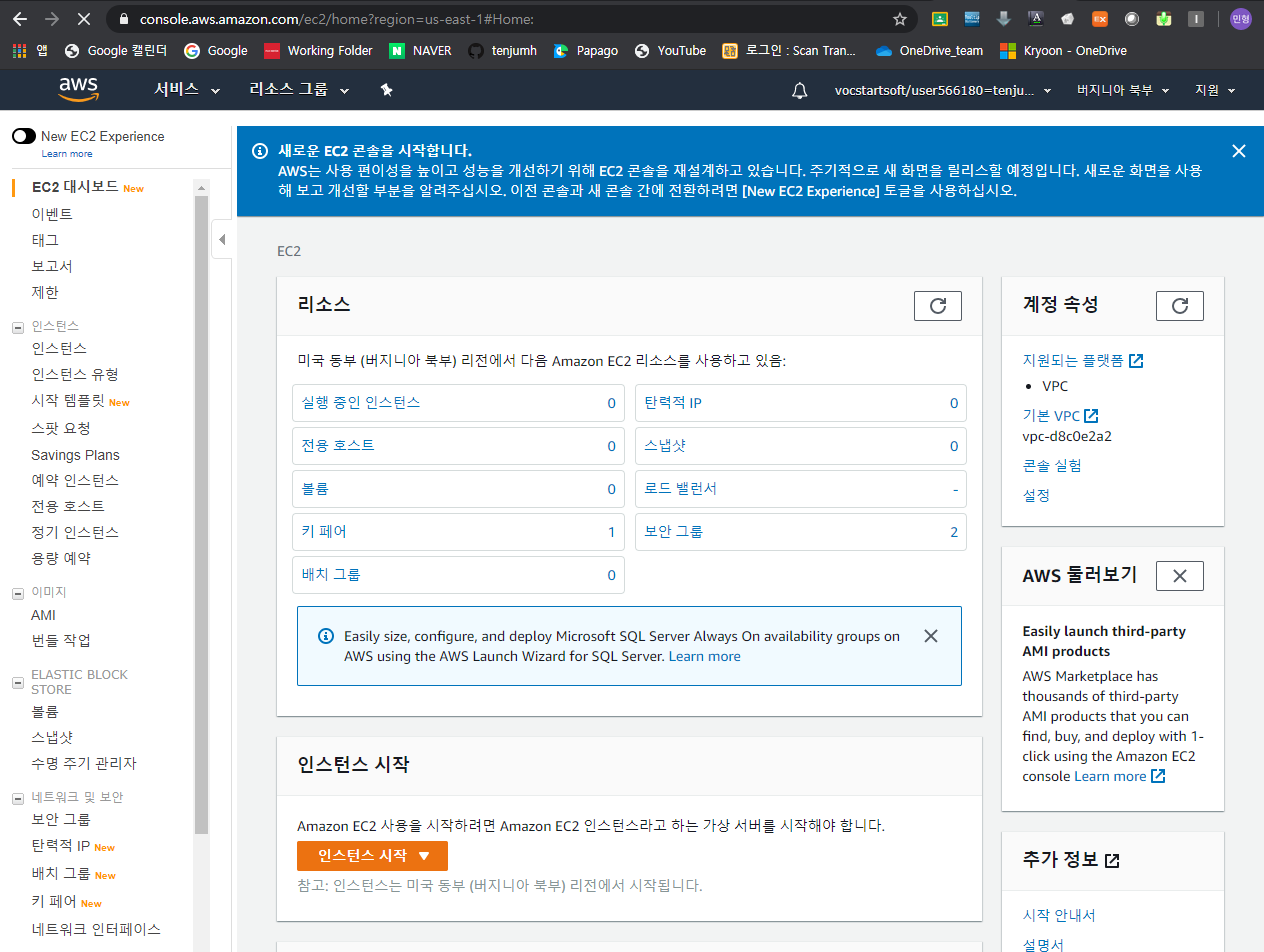 console.aws.amazon.com/ec2/home?region=us-east-1#Home:
EX
I
민형
앱
Google 캘린더
Google
Working Folder
N
NAVER
tenjumh
Papago
YouTube
로그인 : Scan Tran...
OneDrive_team
Kryoon - OneDrive
aws
서비스
리소스 그룹
vocstartsoft/user566180=tenju...
버지니아 북부
지원
New EC2 Experience
Learn more
EC2 대시보드 New
이벤트
태그
보고서
제한
인스턴스
인스턴스
인스턴스 유형
시작 템플릿 New
스팟 요청
Savings Plans
예약 인스턴스
전용 호스트
정기 인스턴스
용량 예약
이미지
AMI
번들 작업
ELASTIC BLOCK
STORE
볼륨
스냅샷
수명 주기 관리자
네트워크 및 보안
보안 그룹
탄력적 IP New
배치 그룹 New
키 페어 New
네트워크 인터페이스
새로운 EC2 콘솔을 시작합니다.
AWS는 사용 편이성을 높이고 성능을 개선하기 위해 EC2 콘솔을 재설계하고 있습니다. 주기적으로 새 화면을 릴리스할 예정입니다. 새로운 화면을 사용
해 보고 개선할 부분을 알려주십시오. 이전 콘솔과 새 콘솔 간에 전환하려면 [New EC2 Experience] 토글을 사용하십시오.
EC2
리소스
미국 동부 (버지니아 북부) 리전에서 다음 Amazon EC2 리소스를 사용하고 있음:
실행 중인 인스턴스 0
탄력적 IP 0
전용 호스트 0
스냅샷 0
볼륨 0
로드 밸런서 -
키 페어 1
보안 그룹 2
배치 그룹 0
Easily size, configure, and deploy Microsoft SQL Server Always On availability groups on
AWS using the AWS Launch Wizard for SQL Server. Learn more
인스턴스 시작
Amazon EC2 사용을 시작하려면 Amazon EC2 인스턴스라고 하는 가상 서버를 시작해야 합니다.
인스턴스 시작
참고: 인스턴스는 미국 동부 (버지니아 북부) 리전에서 시작됩니다.
계정 속성
지원되는 플랫폼
VPC
기본 VPC
vpc-d8c0e2a2
콘솔 실험
설정
AWS 둘러보기
Easily launch third-party
AMI products
AWS Marketplace has
thousands of third-party
AMI products that you can
find, buy, and deploy with 1-
click using the Amazon EC2
console Learn more
추가 정보
시작 안내서
설명서